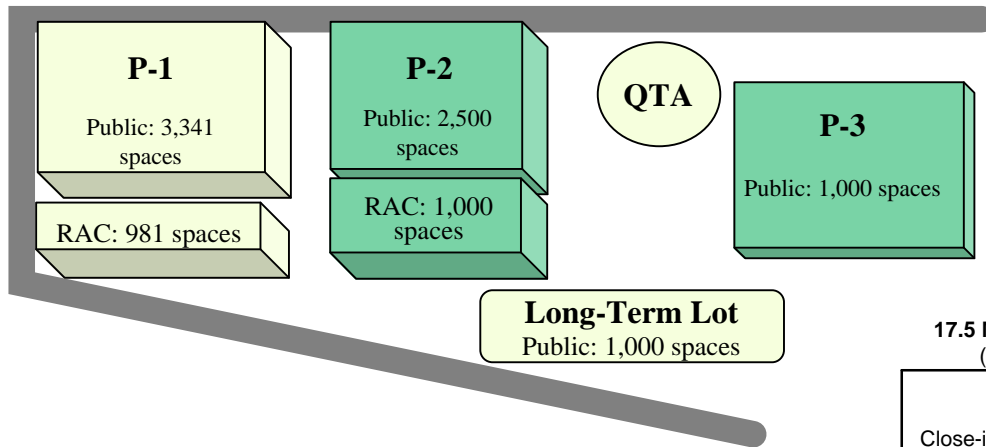 P-1
Public: 3,341
spaces
RAC: 981 spaces
P-2
Public: 2,500
spaces
RAC: 1,000
spaces
QTA
P-3
Public: 1,000 spaces
Long-Term Lot
Public: 1,000 spaces
17.5
(
Close-i